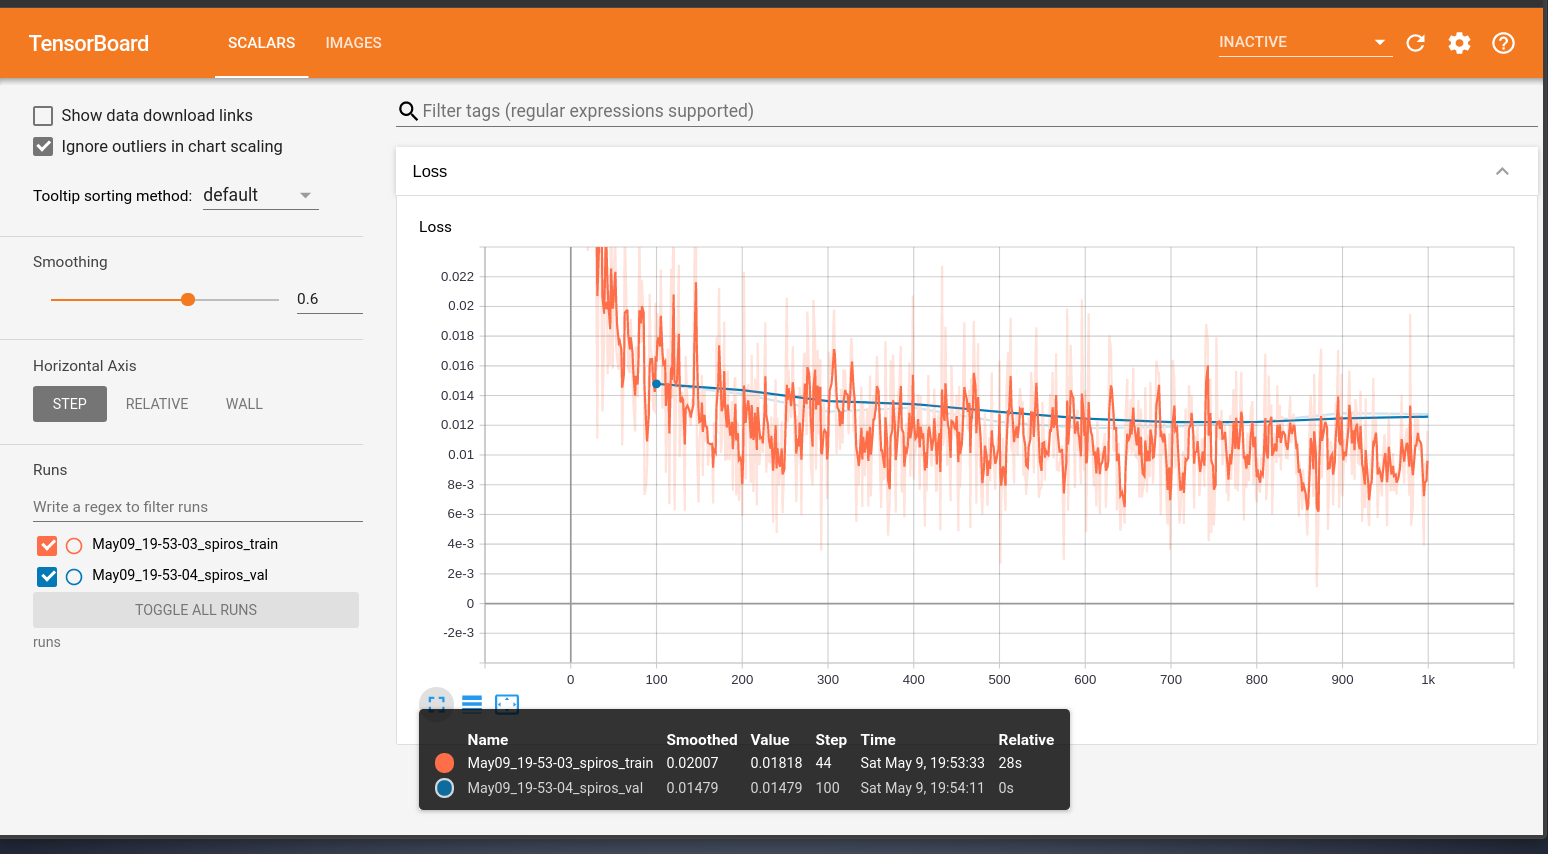 TensorBoard SCALARS IMAGES INACTIVE
Show data download links
Ignore outliers in chart scaling
Tooltip sorting method: default
Smoothing
0.6
Horizontal Axis
STEP RELATIVE WALL
Runs
Write a regex to filter runs
May09_19-53-03_spiros_train
May09_19-53-04_spiros_val
TOGGLE ALL RUNS
runs
Filter tags (regular expressions supported)
Loss
Loss
0.022
0.02
0.018
0.016
0.014
0.012
0.01
8e-3
6e-3
4e-3
2e-3
0
-2e-3
0 100 200 300 400 500 600 700 800 900 1k
Name Smoothed Value Step Time Relative
May09_19-53-03_spiros_train 0.02007 0.01818 44 Sat May 9, 19:53:33 28s
May09_19-53-04_spiros_val 0.01479 0.01479 100 Sat May 9, 19:54:11 0s